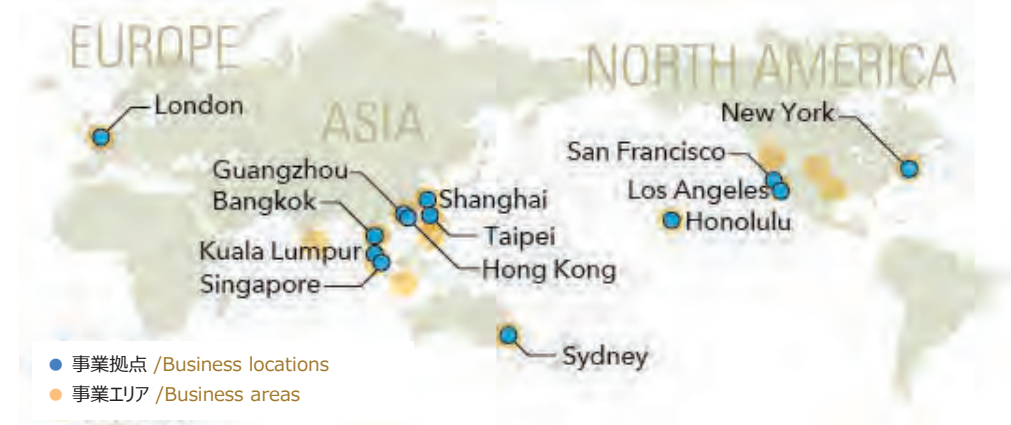 EUROPE
NORTH AMERICA
London
ASIA
New York
San Francisco
Guangzhou
Los Angeles
Bangkok
Shanghai
Honolulu
Taipei
Kuala Lumpur
Hong Kong
Singapore
Sydney
事業拠点 /Business locations
事業エリア /Business areas